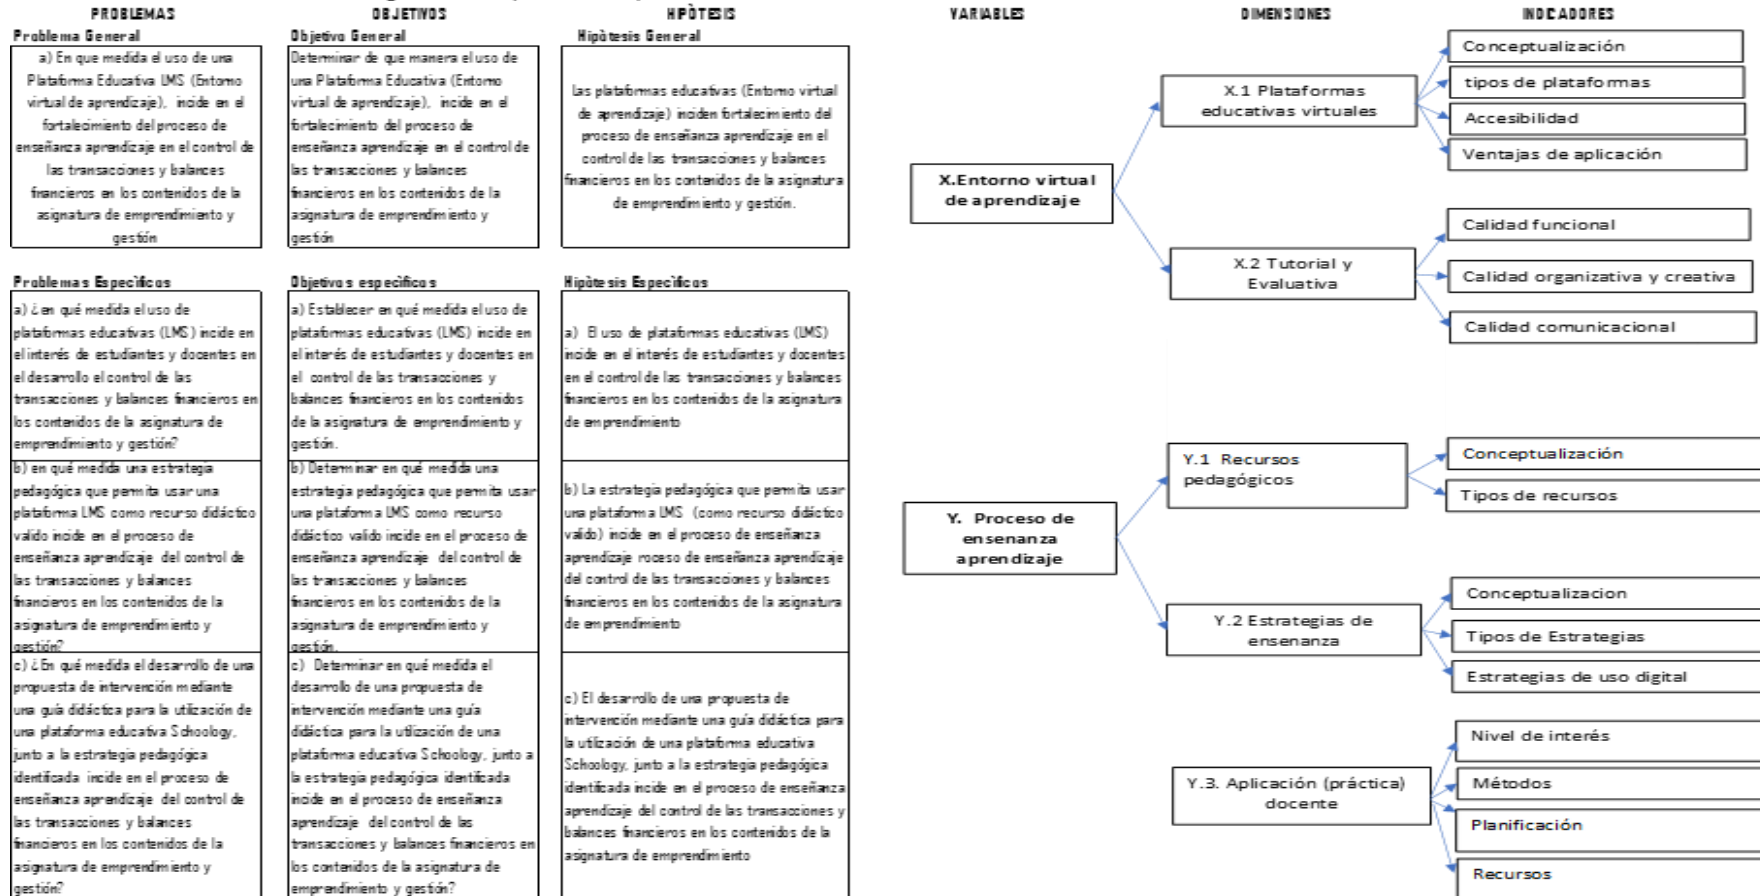 PROBLEMAS
OBJETIVOS
HPÒTESIS
VARIABLES
DIMENSIONES
INDICADORES
Problema General
a) En que medida el uso de una
Plataforma Educativa LMS (Entorno
virtual de aprendizaje), incide en el
fortalecimiento del proceso de
enseñanza aprendizaje en el control de
las transacciones y balances
financieros en los contenidos de la
asignatura de emprendimiento y
gestión
Objetivo General
Determinar de que manera el uso de
una Plataforma Educativa (Entorno
virtual de aprendizaje), incide en el
fortalecimiento del proceso de
enseñanza aprendizaje en el control de
las transacciones y balances
financieros en los contenidos de la
asignatura de emprendimiento y
gestión
Hipòtesis General
Las plataformas educativas (Entorno virtual
de aprendizaje) inciden fortalecimiento del
proceso de enseñanza aprendizaje en el
control de las transacciones y balances
financieros en los contenidos de la asignatura
de emprendimiento y gestión.
Problemas Especìficos
a) ¿en qué medida el uso de
plataformas educativas (LMS) incide en
el interés de estudiantes y docentes en
el desarrollo el control de las
transacciones y balances financieros en
los contenidos de la asignatura de
emprendimiento y gestión?
b) en qué medida una estrategia
pedagógica que permita usar una
plataforma LMS como recurso didáctico
valido incide en el proceso de
enseñanza aprendizaje del control de
las transacciones y balances
financieros en los contenidos de la
asignatura de emprendimiento y
gestión?
c) ¿En qué medida el desarrollo de una
propuesta de intervención mediante
una guía didáctica para la utilización de
una plataforma educativa Schoology,
junto a la estrategia pedagógica
identificada incide en el proceso de
enseñanza aprendizaje del control de
las transacciones y balances
financieros en los contenidos de la
asignatura de emprendimiento y
gestión?
Objetivos especìficos
a) Establecer en qué medida el uso de
plataformas educativas (LMS) incide en
el interés de estudiantes y docentes en
el control de las transacciones y
balances financieros en los contenidos
de la asignatura de emprendimiento y
gestión.
b) Determinar en qué medida una
estrategia pedagógica que permita usar
una plataforma LMS como recurso
didáctico valido incide en el proceso de
enseñanza aprendizaje del control de
las transacciones y balances
financieros en los contenidos de la
asignatura de emprendimiento y
gestión.
c) Determinar en qué medida el
desarrollo de una propuesta de
intervención mediante una guía
didáctica para la utilización de una
plataforma educativa Schoology, junto a
la estrategia pedagógica identificada
incide en el proceso de enseñanza
aprendizaje del control de las
transacciones y balances financieros en
los contenidos de la asignatura de
emprendimiento y gestión?
Hipòtesis Especìficas
a) El uso de plataformas educativas (LMS)
incide en el interés de estudiantes y docentes
en el control de las transacciones y balances
financieros en los contenidos de la asignatura
de emprendimiento
b) La estrategia pedagógica que permita usar
una plataforma LMS (como recurso didáctico
valido) incide en el proceso de enseñanza
aprendizaje roceso de enseñanza aprendizaje
del control de las transacciones y balances
financieros en los contenidos de la asignatura
de emprendimiento
c) El desarrollo de una propuesta de
intervención mediante una guía didáctica para
la utilización de una plataforma educativa
Schoology, junto a la estrategia pedagógica
identificada incide en el proceso de enseñanza
aprendizaje del control de las transacciones y
balances financieros en los contenidos de la
asignatura de emprendimiento
X.Entorno virtual
de aprendizaje
X.1 Plataformas
educativas virtuales
Conceptualización
tipos de plataformas
Accesibilidad
Ventajas de aplicación
X.2 Tutorial y
Evaluativa
Calidad funcional
Calidad organizativa y creativa
Calidad comunicacional
Y. Proceso de
ensenanza
aprendizaje
Y.1 Recursos
pedagógicos
Conceptualización
Tipos de recursos
Y.2 Estrategias de
ensenanza
Conceptualizacion
Tipos de Estrategias
Estrategias de uso digital
Y.3. Aplicación (práctica)
docente
Nivel de interés
Métodos
Planificación
Recursos